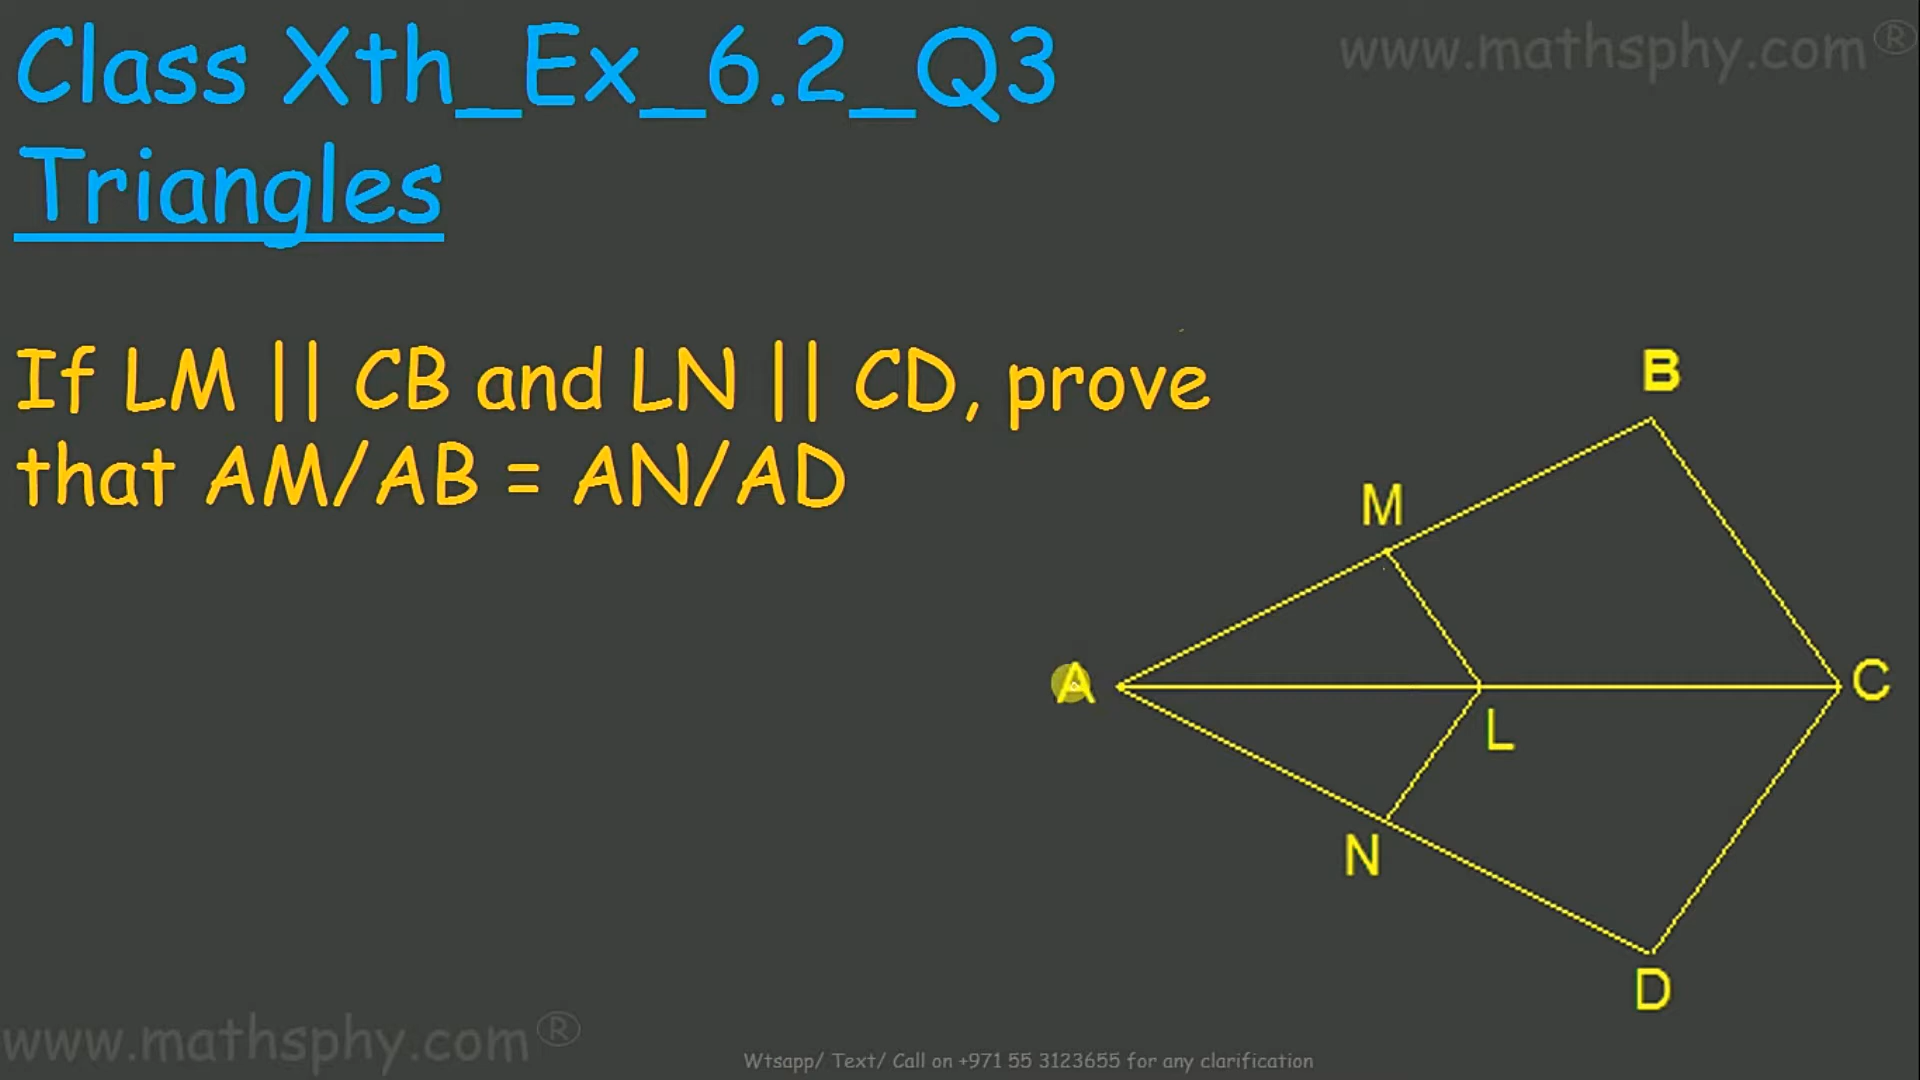 Class Xth_Ex_6.2_Q3
www.mathsphy.com®
Triangles
If LM || CB and LN || CD, prove
that AM/AB = AN/AD
B
M
A
C
L
N
D
www.mathsphy.com®
Wtsapp/ Text/ Call on +971 55 3123655 for any clarification